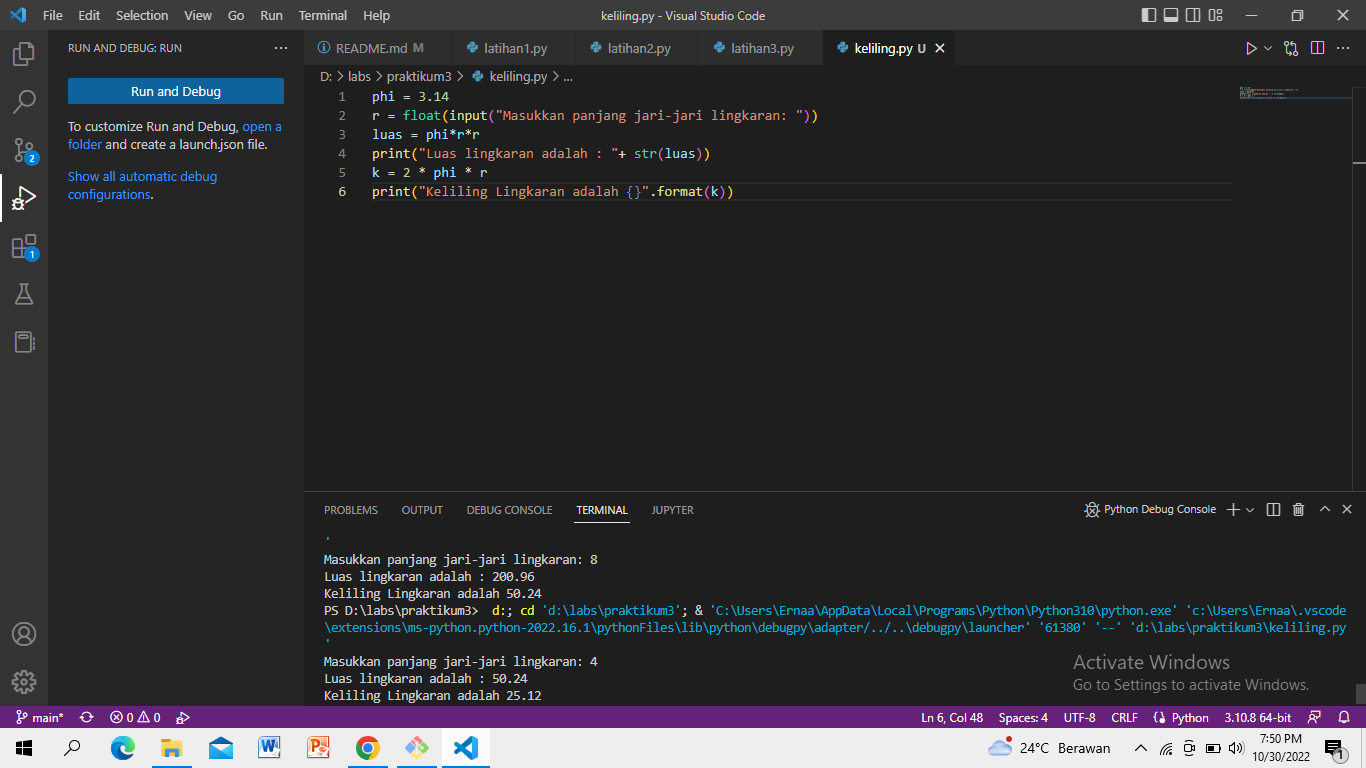 File Edit Selection View Go Run Terminal Help keliling.py - Visual Studio Code
RUN AND DEBUG: RUN ···
README.md M latihan1.py latihan2.py latihan3.py keliling.py U
Run and Debug
To customize Run and Debug, open a
folder and create a launch.json file.
Show all automatic debug
configurations.
2
1
D: > labs > praktikum3 > keliling.py > ...
1 phi = 3.14
2 r = float(input("Masukkan panjang jari-jari lingkaran: "))
3 luas = phi*r*r
4 print("Luas lingkaran adalah : "+ str(luas))
5 k = 2 * phi * r
6 print("Keliling Lingkaran adalah {}".format(k))
PROBLEMS OUTPUT DEBUG CONSOLE TERMINAL JUPYTER Python Debug Console
'
Masukkan panjang jari-jari lingkaran: 8
Luas lingkaran adalah : 200.96
Keliling Lingkaran adalah 50.24
PS D:\labs\praktikum3>  d:; cd 'd:\labs\praktikum3'; & 'C:\Users\Ernaa\AppData\Local\Programs\Python\Python310\python.exe' 'c:\Users\Ernaa\.vscode
\extensions\ms-python.python-2022.16.1\pythonFiles\lib\python\debugpy\adapter/../..\debugpy\launcher' '61380' '--' 'd:\labs\praktikum3\keliling.py
'
Masukkan panjang jari-jari lingkaran: 4
Luas lingkaran adalah : 50.24
Keliling Lingkaran adalah 25.12
Activate Windows
Go to Settings to activate Windows.
main* 0 0 Ln 6, Col 48 Spaces: 4 UTF-8 CRLF Python 3.10.8 64-bit
24°C Berawan
7:50 PM
10/30/2022
1